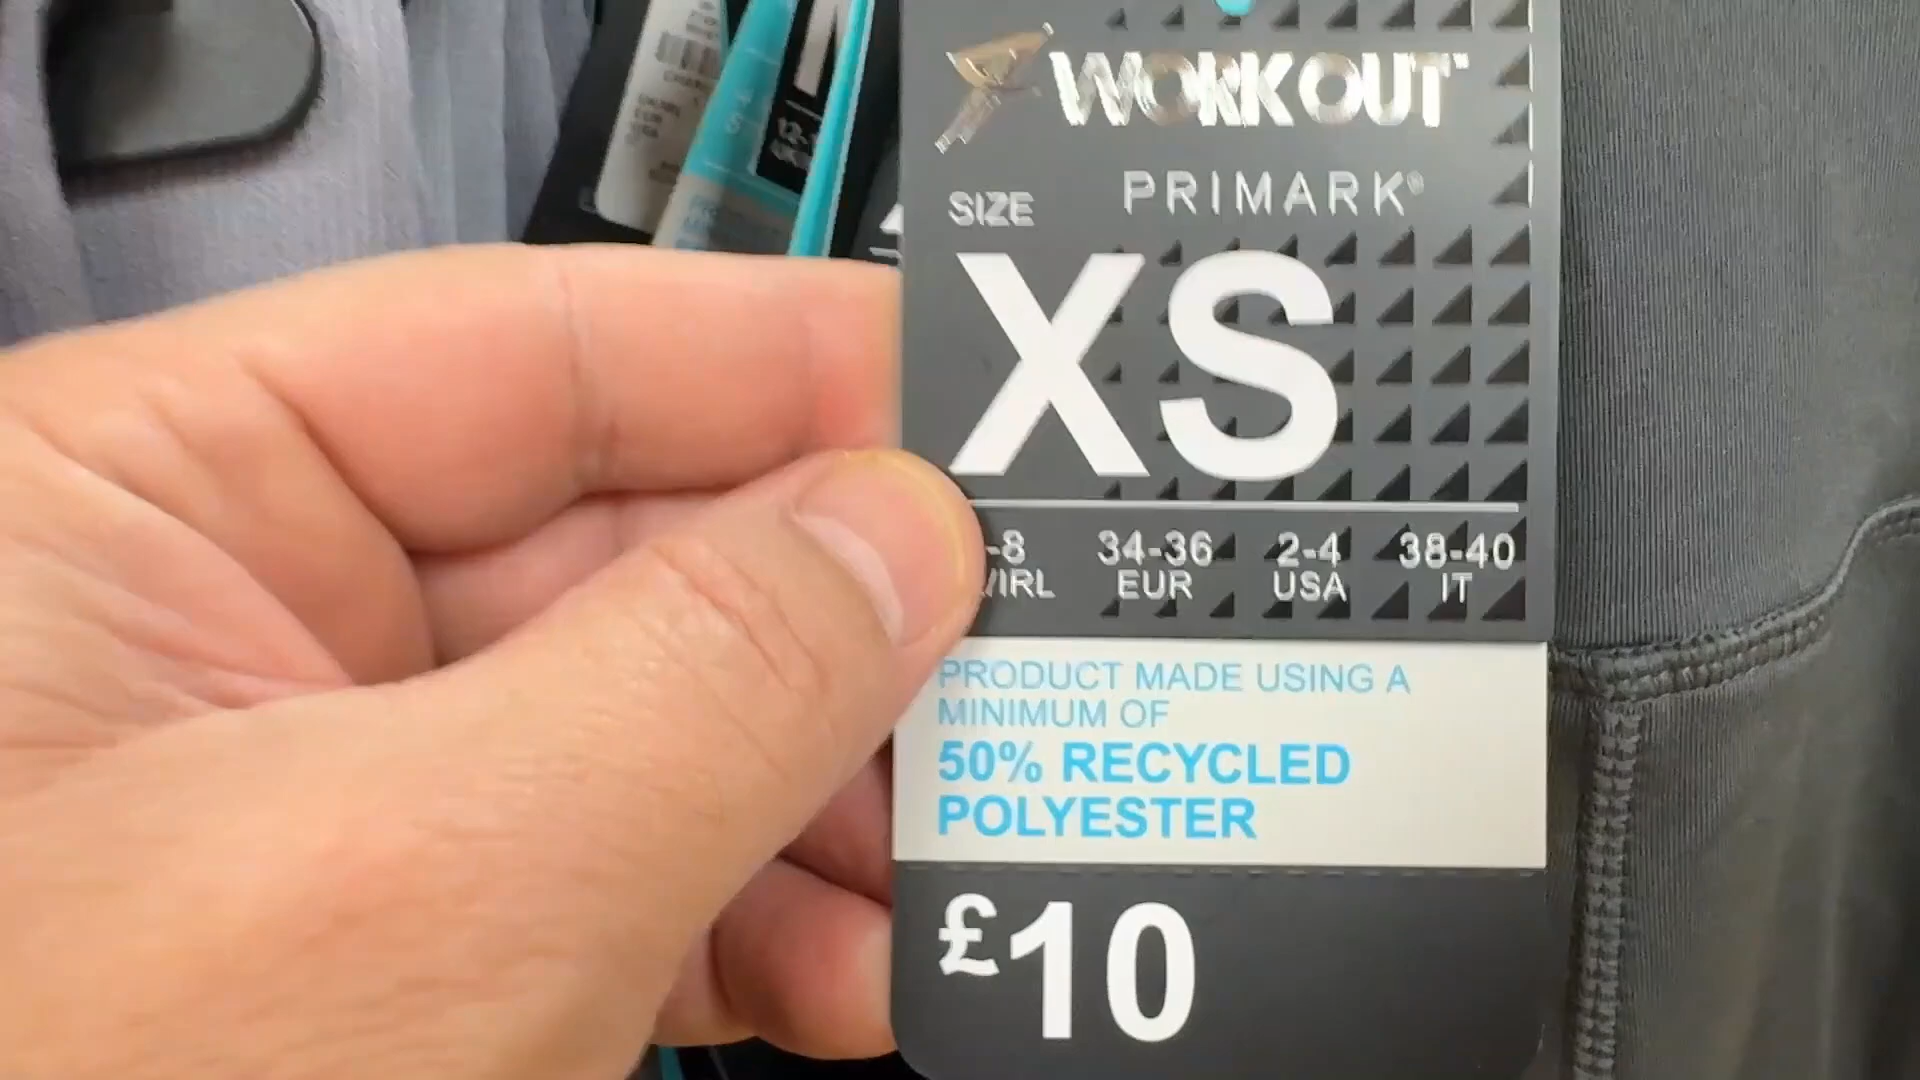 WORKOUT™
PRIMARK®
SIZE
XS
-8 34-36 2-4 38-40
/IRL EUR USA IT
PRODUCT MADE USING A
MINIMUM OF
50% RECYCLED
POLYESTER
£10